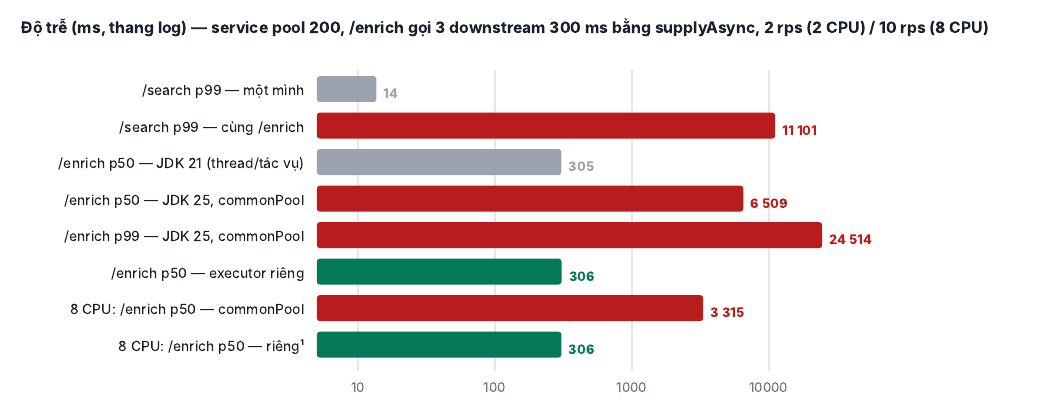 Độ trễ (ms, thang log) — service pool 200, /enrich gọi 3 downstream 300 ms bằng supplyAsync, 2 rps (2 CPU) / 10 rps (8 CPU)
/search p99 — một mình 14
/search p99 — cùng /enrich 11 101
/enrich p50 — JDK 21 (thread/tác vụ) 305
/enrich p50 — JDK 25, commonPool 6 509
/enrich p99 — JDK 25, commonPool 24 514
/enrich p50 — executor riêng 306
8 CPU: /enrich p50 — commonPool 3 315
8 CPU: /enrich p50 — riêng¹ 306
10 100 1000 10000